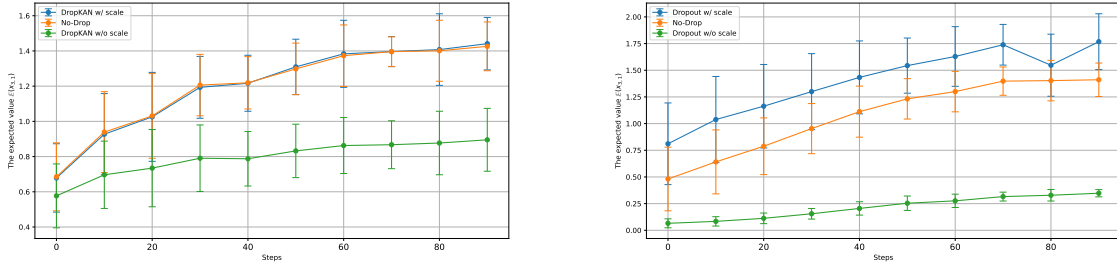 DropKAN w/ scale
No-Drop
DropKAN w/o scale
1.6
1.4
1.2
1.0
0.8
0.6
0.4
The expected value 𝔼(x₃,₁)
0
20
40
60
80
Steps
Dropout w/ scale
No-Drop
Dropout w/o scale
2.00
1.75
1.50
1.25
1.00
0.75
0.50
0.25
0.00
The expected value 𝔼(x₃,₁)
0
20
40
60
80
Steps